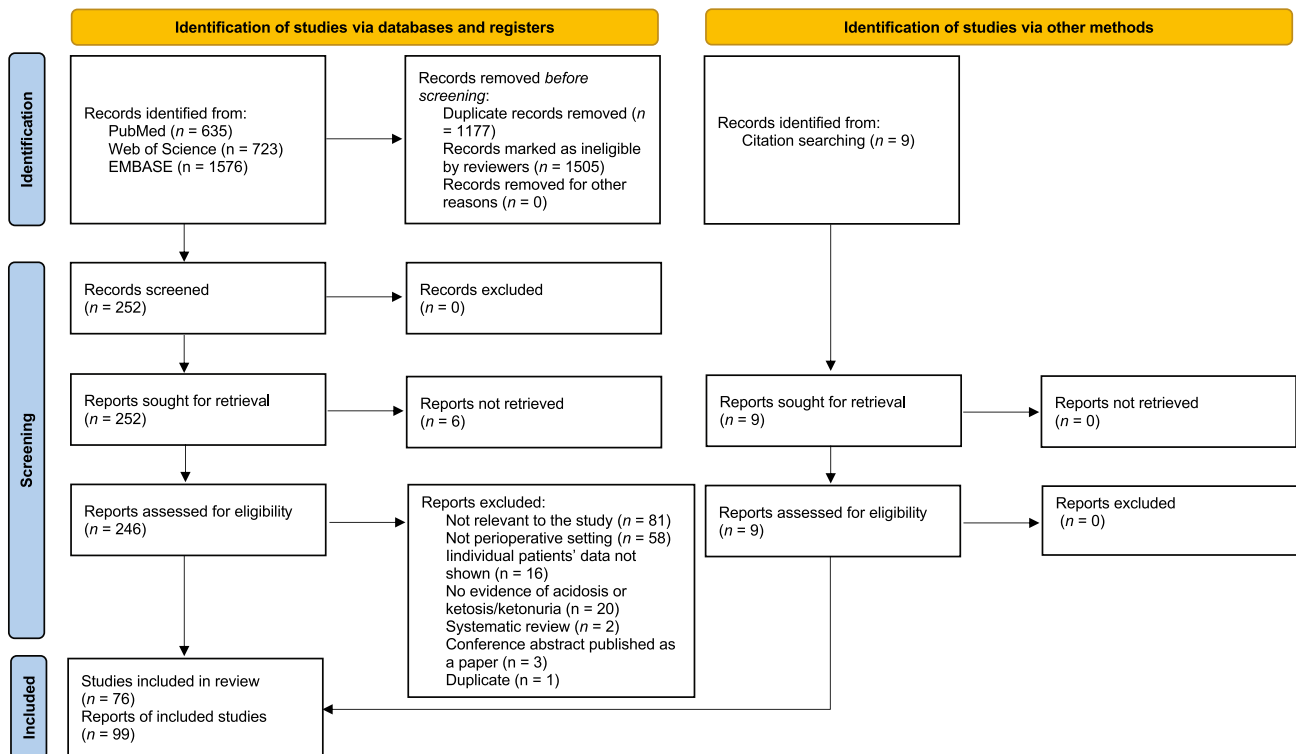 Identification of studies via databases and registers
Identification of studies via other methods
Identification
Records identified from:
PubMed (n = 635)
Web of Science (n = 723)
EMBASE (n = 1576)
Records removed before
screening:
Duplicate records removed (n
= 1177)
Records marked as ineligible
by reviewers (n = 1505)
Records removed for other
reasons (n = 0)
Records identified from:
Citation searching (n = 9)
Screening
Records screened
(n = 252)
Records excluded
(n = 0)
Reports sought for retrieval
(n = 252)
Reports not retrieved
(n = 6)
Reports sought for retrieval
(n = 9)
Reports not retrieved
(n = 0)
Reports assessed for eligibility
(n = 246)
Reports excluded:
Not relevant to the study (n = 81)
Not perioperative setting (n = 58)
Iindividual patients’ data not
shown (n = 16)
No evidence of acidosis or
ketosis/ketonuria (n = 20)
Systematic review (n = 2)
Conference abstract published as
a paper (n = 3)
Duplicate (n = 1)
Reports assessed for eligibility
(n = 9)
Reports excluded
(n = 0)
Included
Studies included in review
(n = 76)
Reports of included studies
(n = 99)